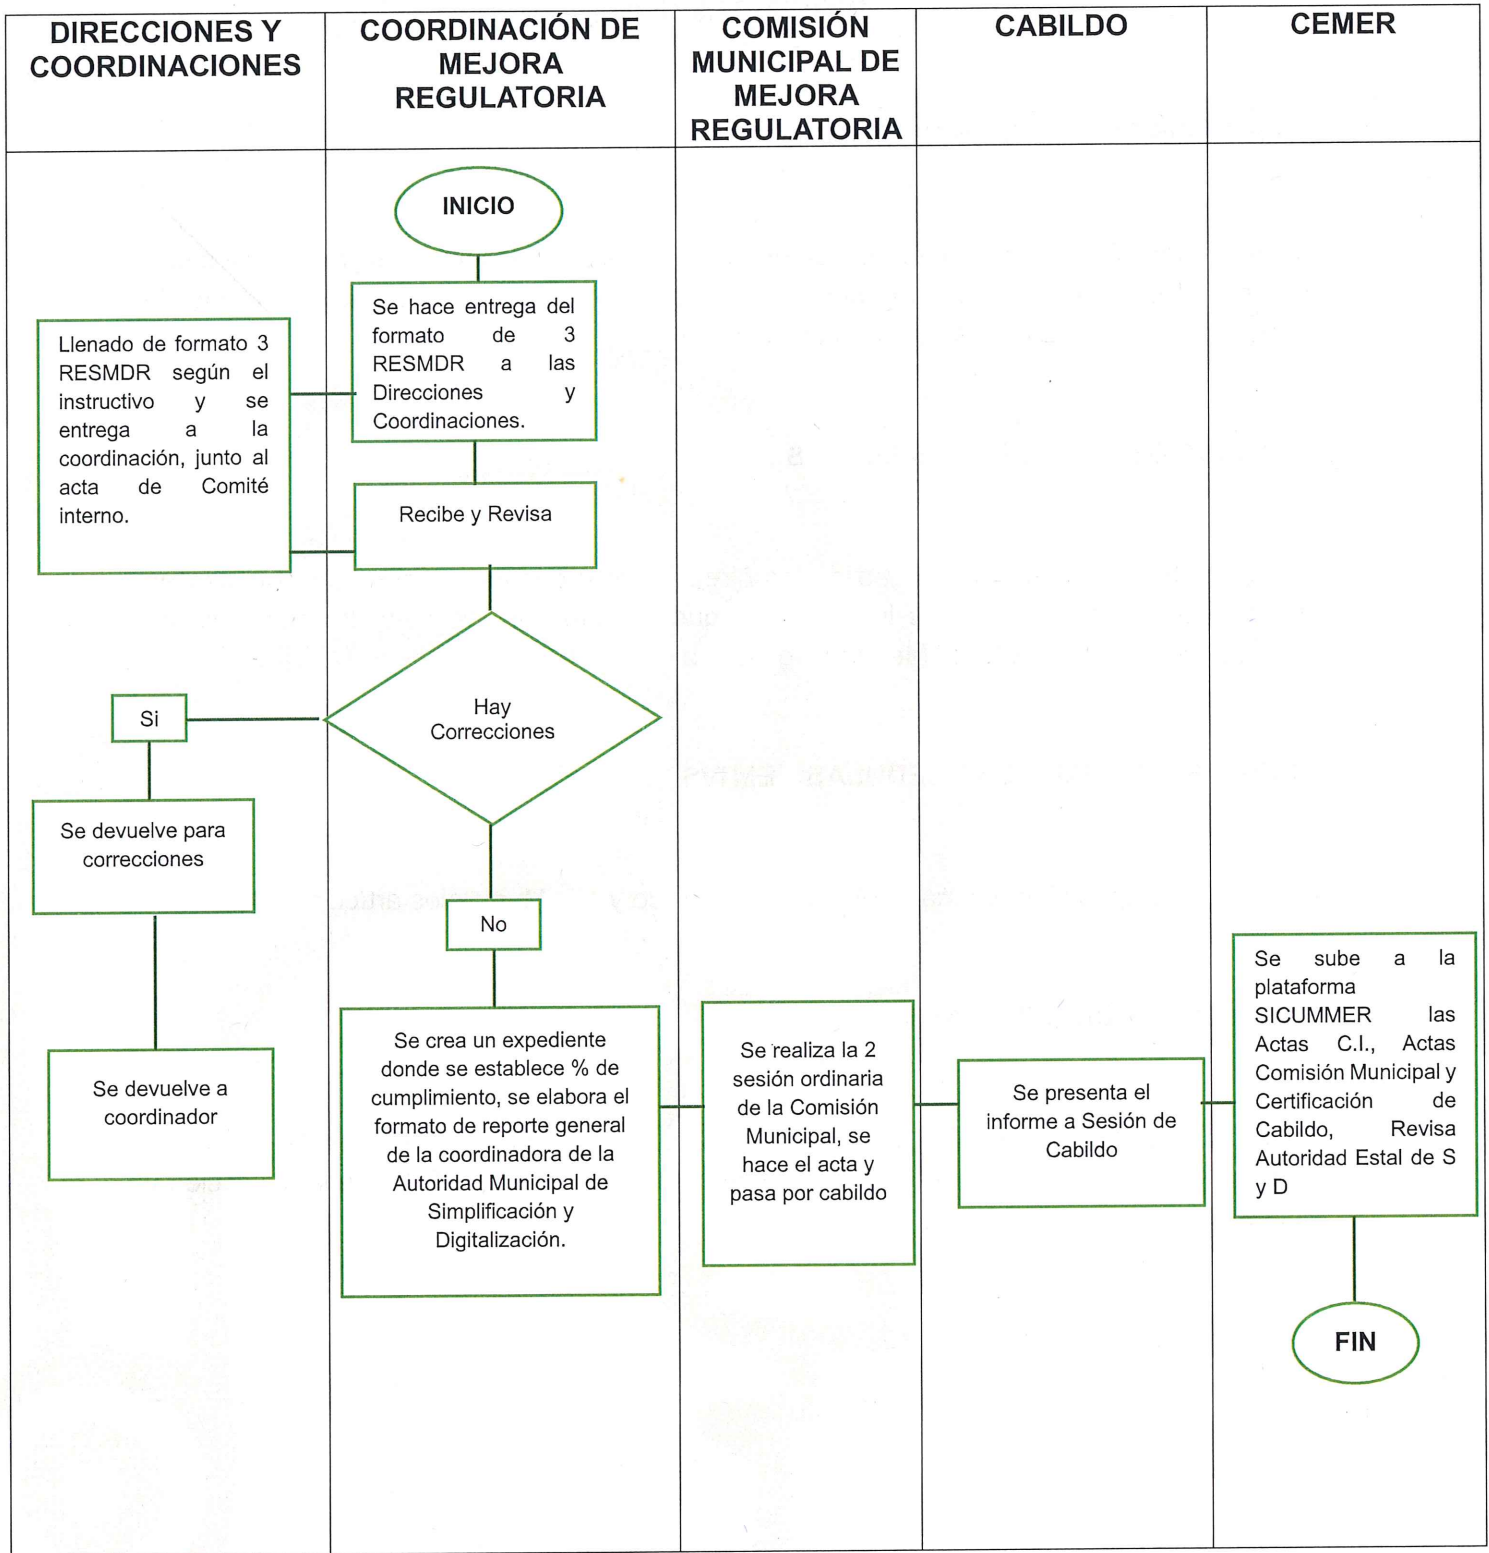 DIRECCIONES Y
COORDINACIONES
COORDINACIÓN DE
MEJORA
REGULATORIA
COMISIÓN
MUNICIPAL DE
MEJORA
REGULATORIA
CABILDO
CEMER
INICIO
Se hace entrega del
formato de 3
RESMDR a las
Direcciones y
Coordinaciones.
Llenado de formato 3
RESMDR según el
instructivo y se
entrega a la
coordinación, junto al
acta de Comité
interno.
Recibe y Revisa
Hay
Correcciones
Si
Se devuelve para
correcciones
Se devuelve a
coordinador
No
Se crea un expediente
donde se establece % de
cumplimiento, se elabora el
formato de reporte general
de la coordinadora de la
Autoridad Municipal de
Simplificación y
Digitalización.
Se realiza la 2
sesión ordinaria
de la Comisión
Municipal, se
hace el acta y
pasa por cabildo
Se presenta el
informe a Sesión de
Cabildo
Se sube a la
plataforma
SICUMMER las
Actas C.I., Actas
Comisión Municipal y
Certificación de
Cabildo, Revisa
Autoridad Estal de S
y D
FIN